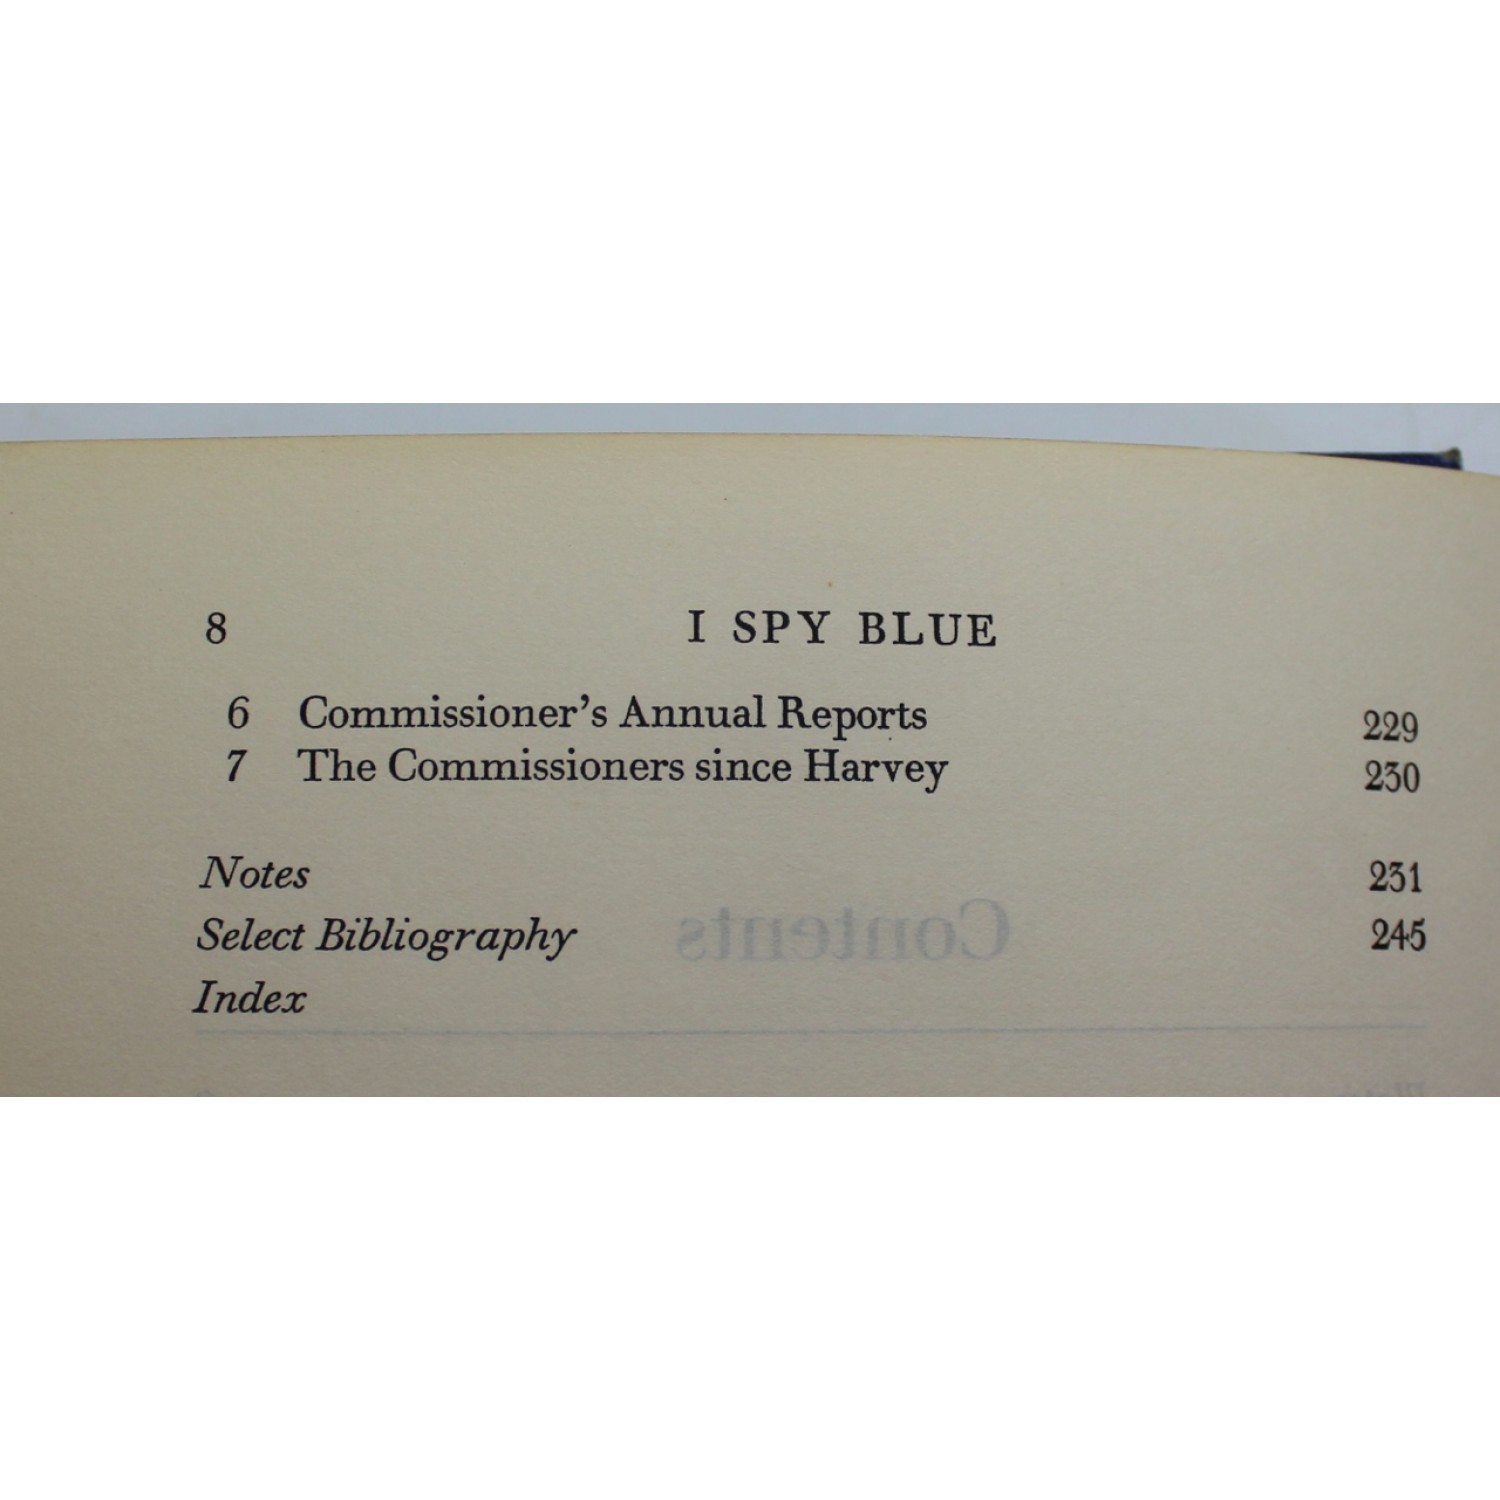 8 I SPY BLUE
6 Commissioner's Annual Reports 229
7 The Commissioners since Harvey 230
Notes 231
Select Bibliography 245
Index
Contents